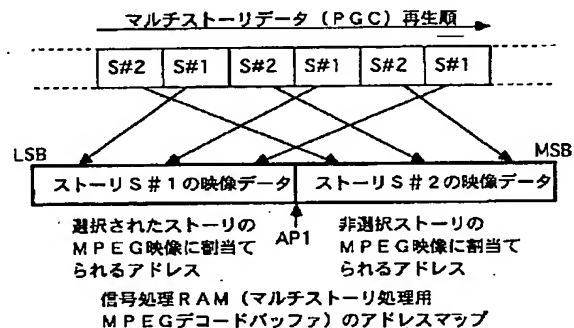 マルチストーリデータ（PGC）再生順
S#2 S#1 S#2 S#1 S#2 S#1
LSB MSB
ストーリS#1の映像データ ストーリS#2の映像データ
選択されたストーリの
MPEG映像に割当て
られるアドレス
AP1
非選択ストーリの
MPEG映像に割当て
られるアドレス
信号処理RAM（マルチストーリ処理用
MPEGデコードバッファ）のアドレスマップ